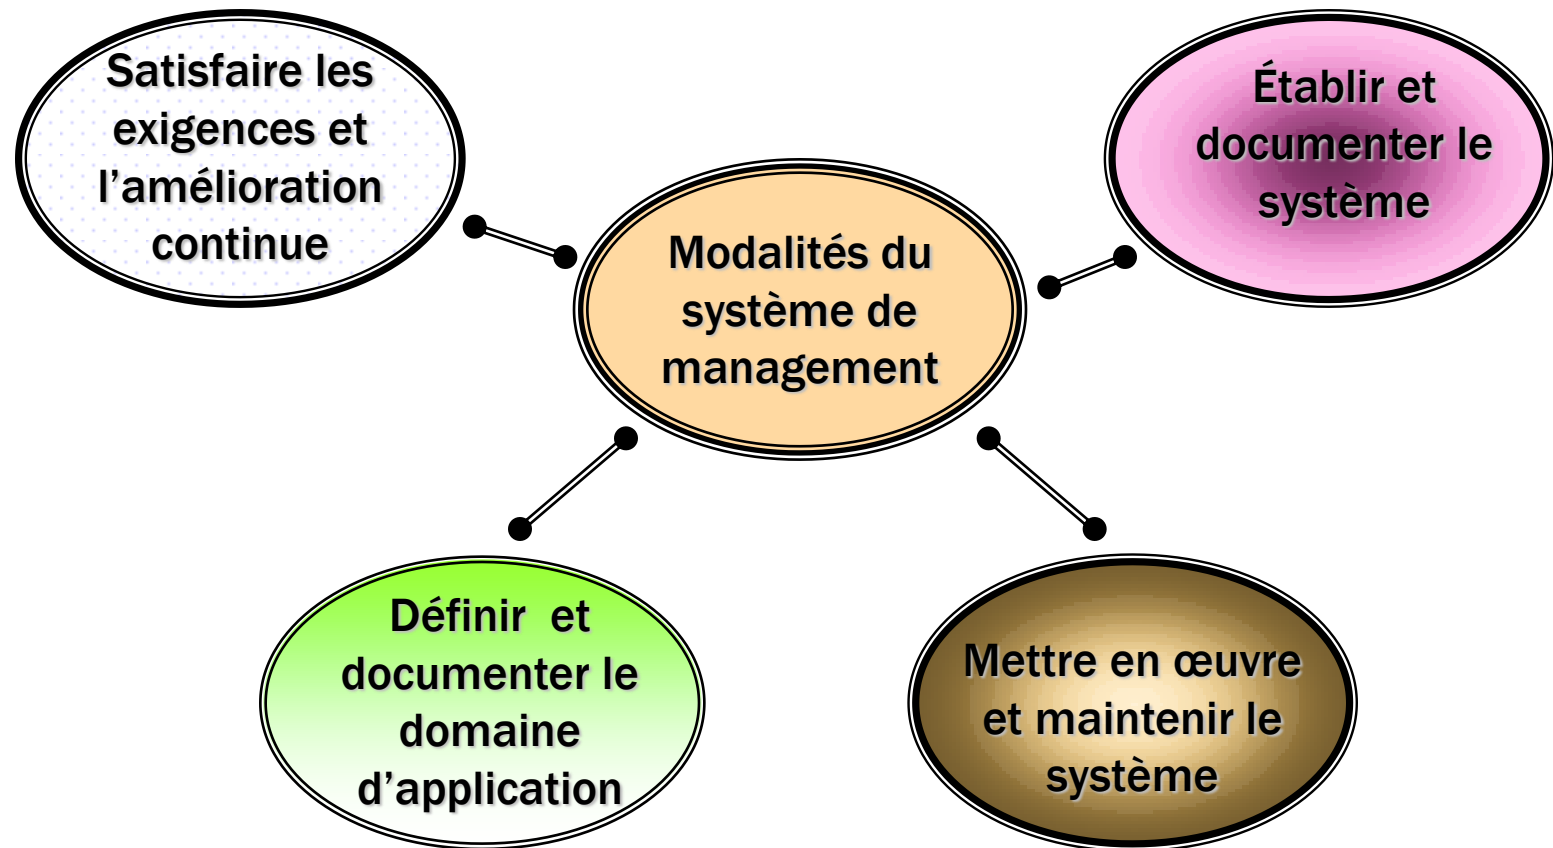 Satisfaire les
exigences et
l’amélioration
continue
Établir et
documenter le
système
Modalités du
système de
management
Définir  et
documenter le
domaine
d’application
Mettre en œuvre
et maintenir le
système